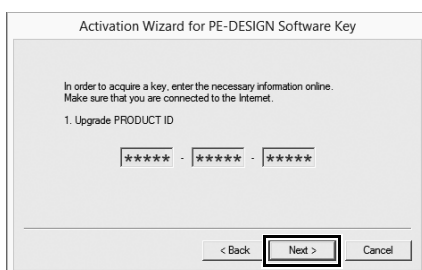 Activation Wizard for PE-DESIGN Software Key
In order to acquire a key, enter the necessary information online.
Make sure that you are connected to the Internet.
1. Upgrade PRODUCT ID
***** - ***** - *****
< Back Next > Cancel